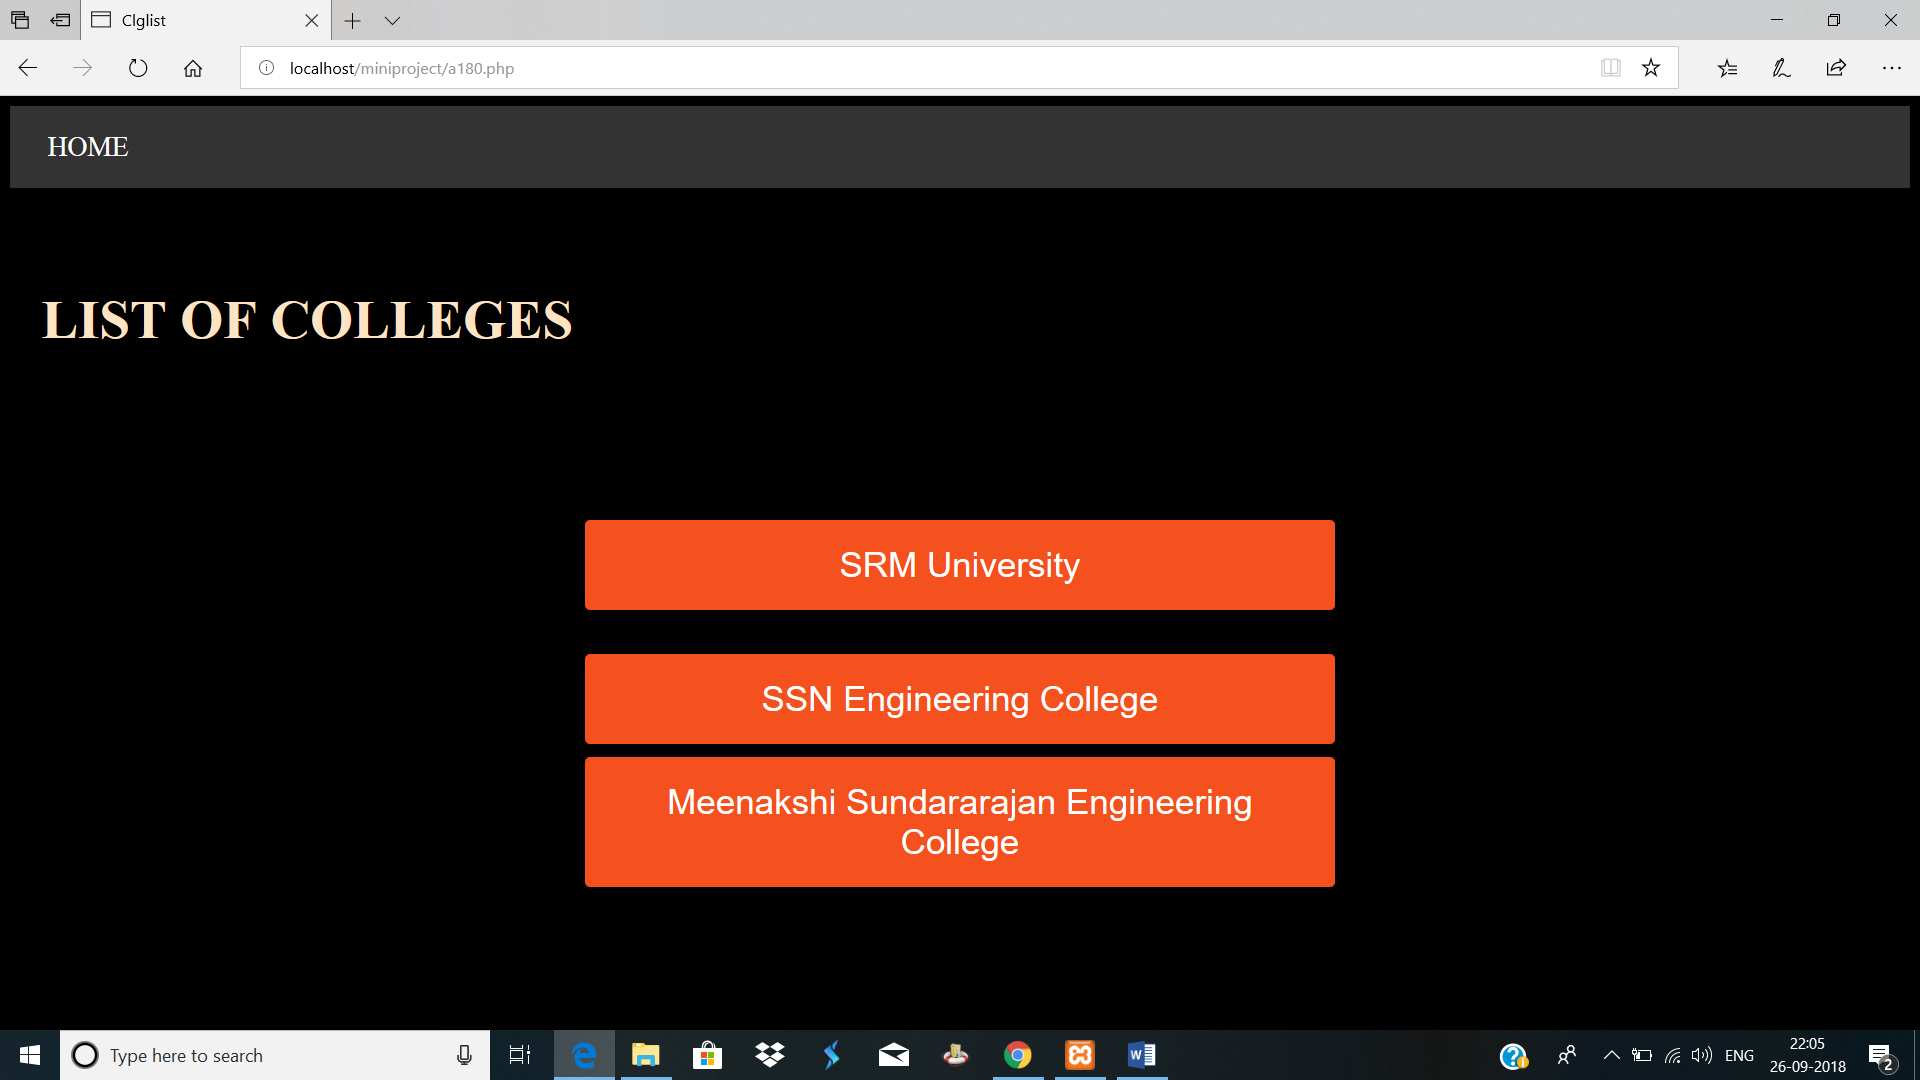 Clglist
localhost/miniproject/a180.php
HOME
LIST OF COLLEGES
SRM University
SSN Engineering College
Meenakshi Sundararajan Engineering
College
Type here to search
ENG
22:05
26-09-2018
2